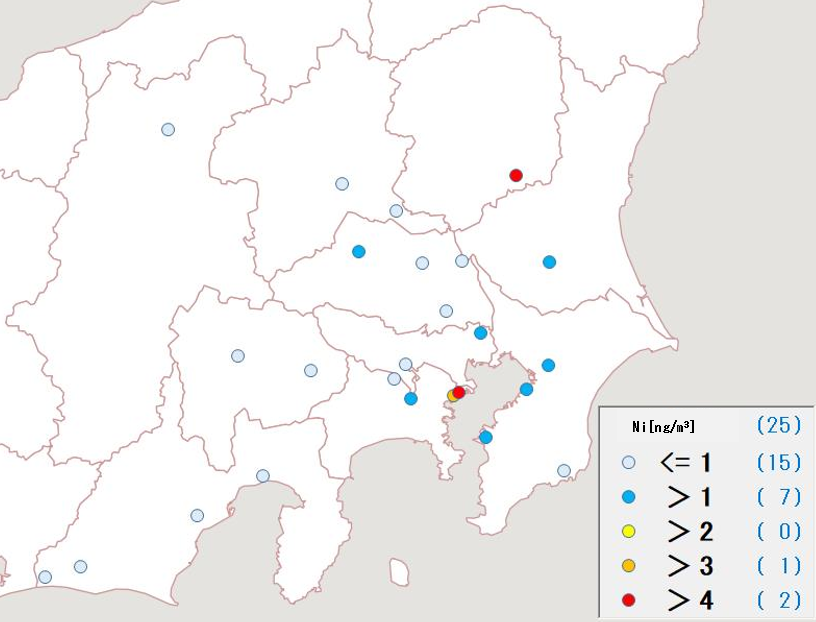 Ni[ng/m³] (25)
<= 1 (15)
> 1 ( 7)
> 2 ( 0)
> 3 ( 1)
> 4 ( 2)